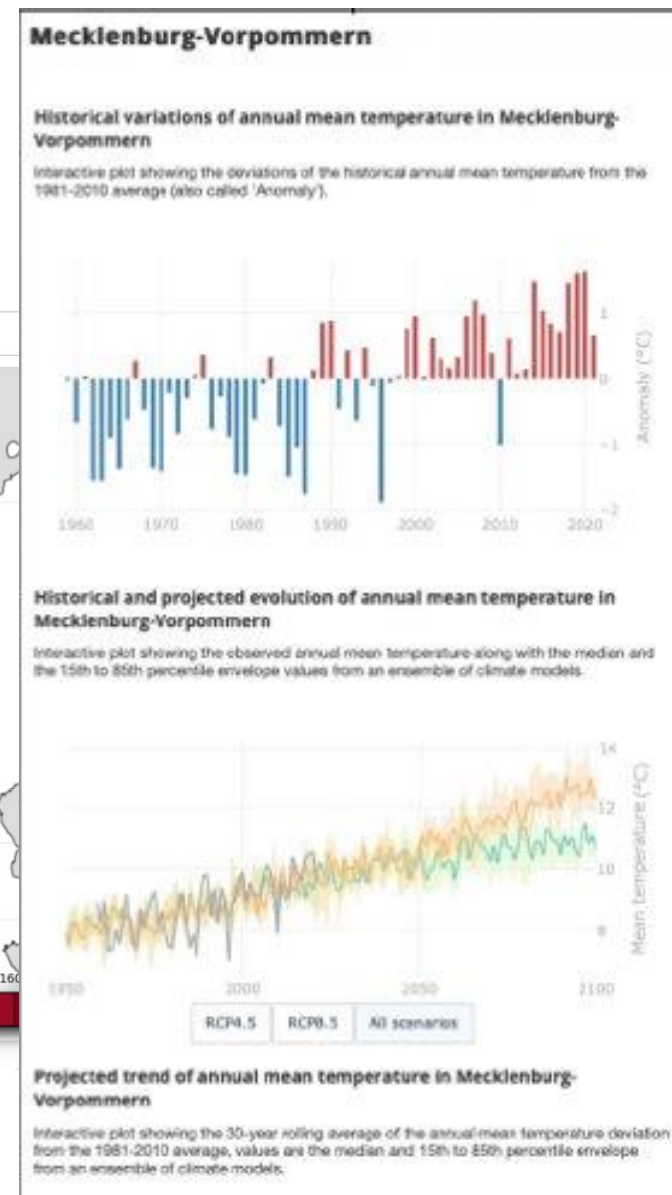 Mecklenburg-Vorpommern
Historical variations of annual mean temperature in Mecklenburg-
Vorpommern
Interactive plot showing the deviations of the historical annual mean temperature from the
1981-2010 average (also called 'Anomaly').
1
0
-1
-2
Anomaly (°C)
1960 1970 1980 1990 2000 2010 2020
Historical and projected evolution of annual mean temperature in
Mecklenburg-Vorpommern
Interactive plot showing the observed annual mean temperature along with the median and
the 15th to 85th percentile envelope values from an ensemble of climate models.
14
12
10
8
Mean temperature (°C)
160
1950 2000 2050 2100
RCP4.5 RCP8.5 All scenarios
Projected trend of annual mean temperature in Mecklenburg-
Vorpommern
Interactive plot showing the 30-year rolling average of the annual mean temperature deviation
from the 1981-2010 average, values are the median and 15th to 85th percentile envelope
from an ensemble of climate models.